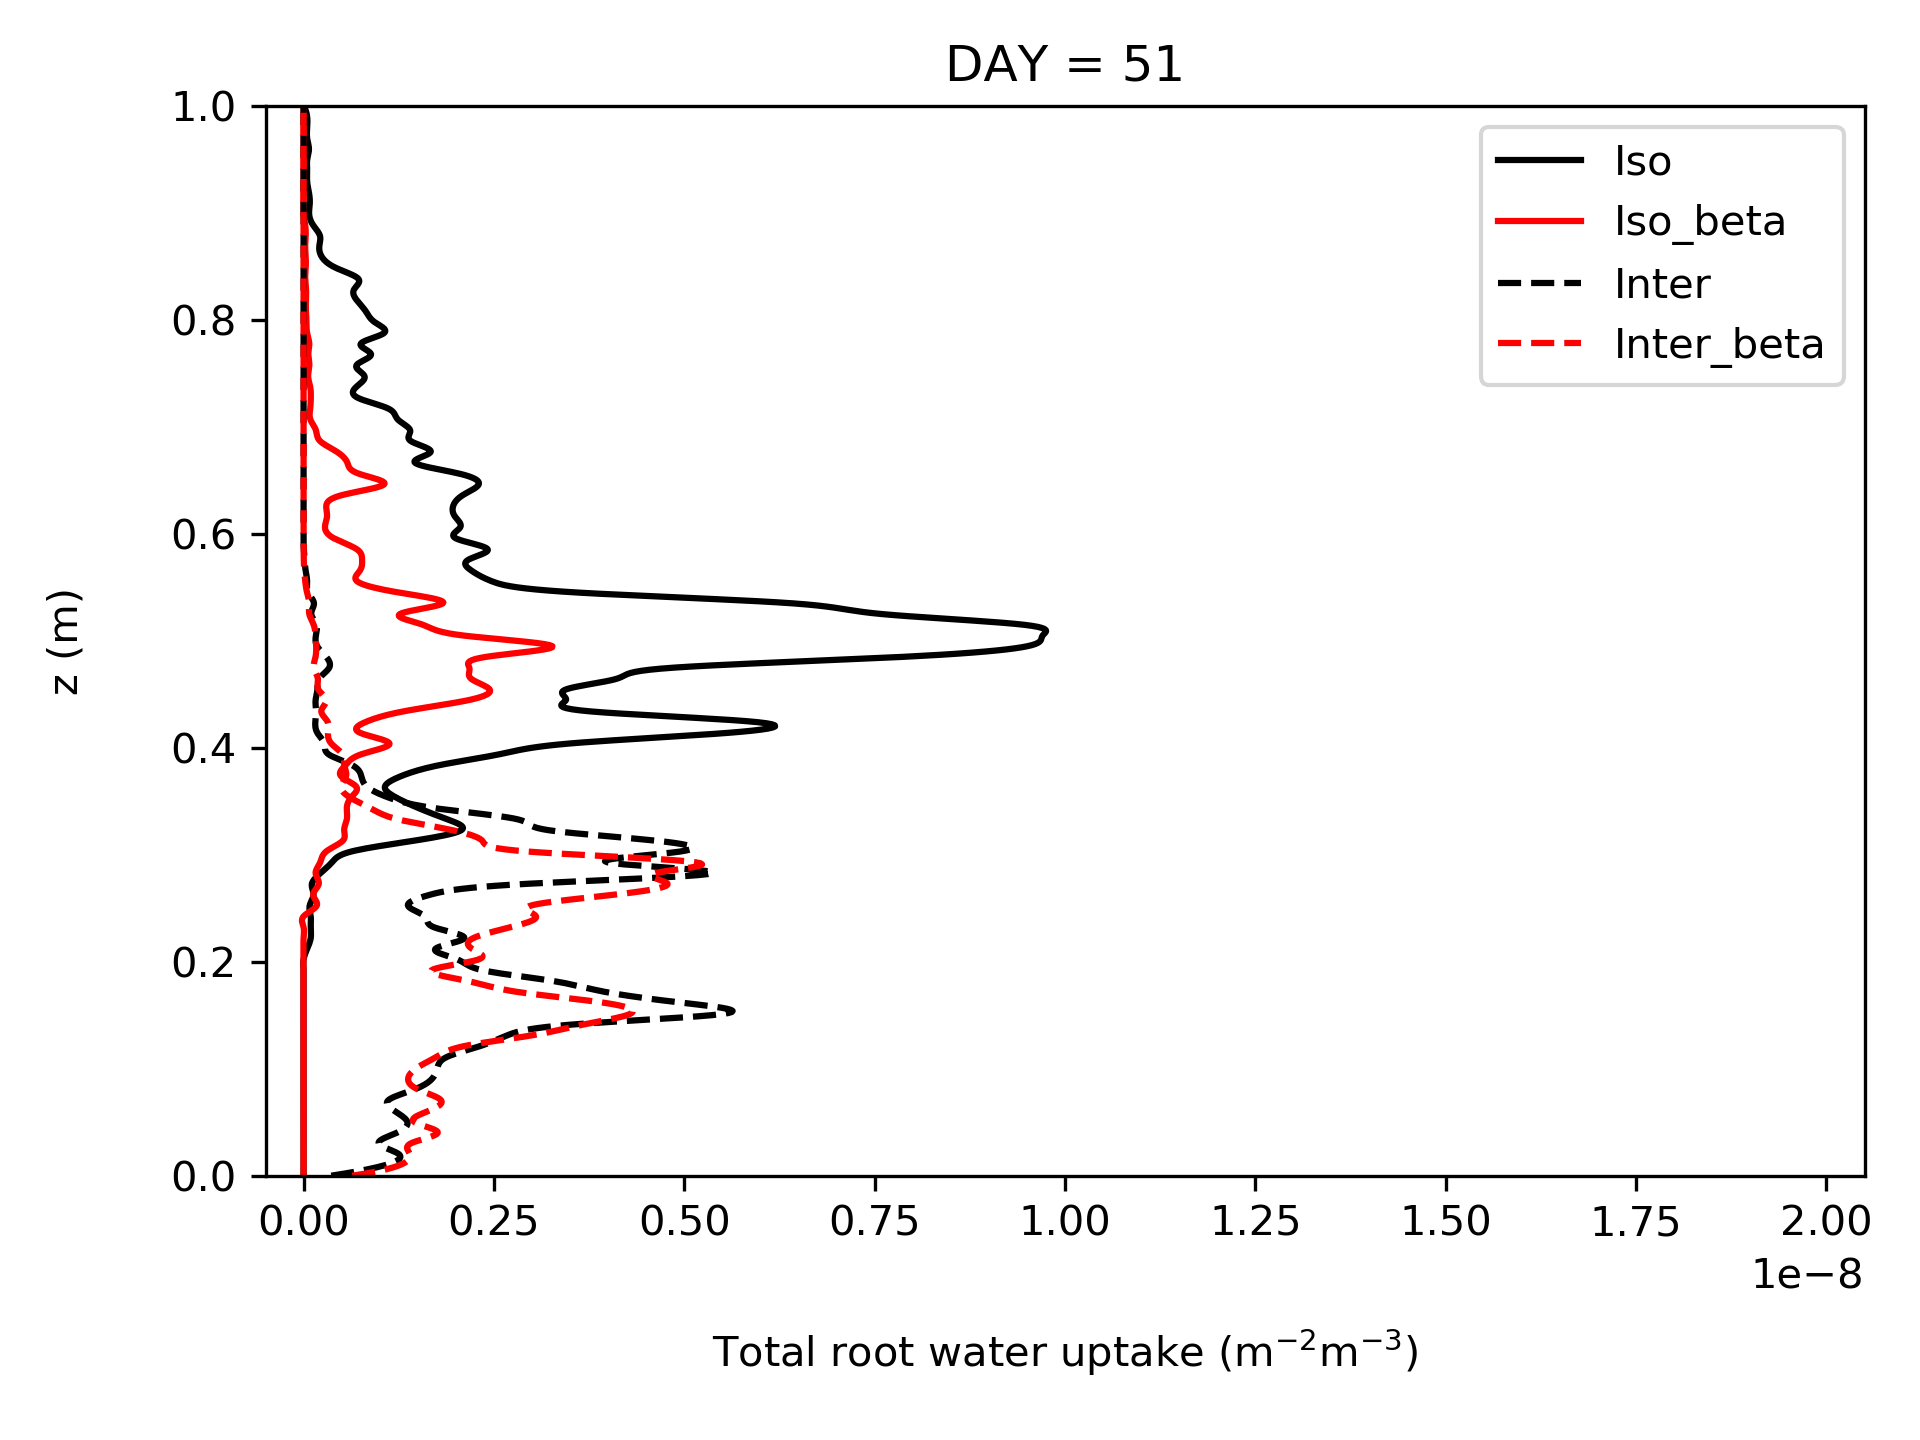 DAY = 51
1.0
0.8
0.6
0.4
0.2
0.0
z (m)
Iso
Iso_beta
Inter
Inter_beta
0.00 0.25 0.50 0.75 1.00 1.25 1.50 1.75 2.00
1e−8
Total root water uptake (m⁻²m⁻³)